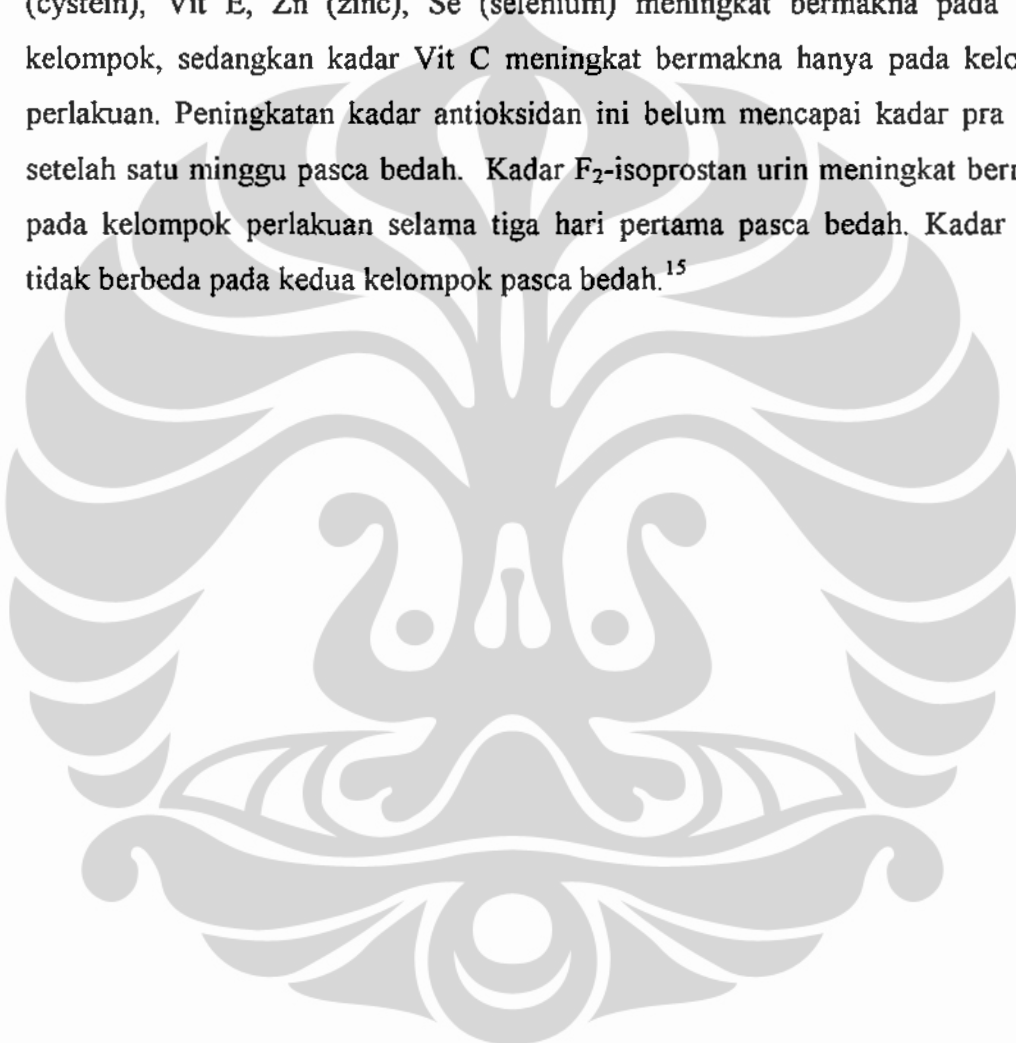 (cystein), Vit E, Zn (zinc), Se (selenium) meningkat bermakna pada
kelompok, sedangkan kadar Vit C meningkat bermakna hanya pada
perlakuan. Peningkatan kadar antioksidan ini belum mencapai kadar pra
setelah satu minggu pasca bedah. Kadar F₂-isoprostan urin meningkat
pada kelompok perlakuan selama tiga hari pertama pasca bedah. Kadar
tidak berbeda pada kedua kelompok pasca bedah.¹⁵